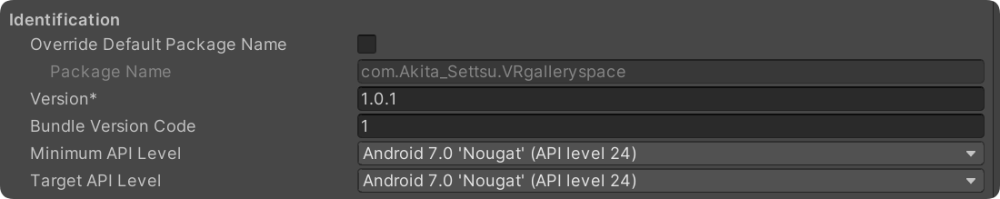 Identification
Override Default Package Name
Package Name com.Akita_Settsu.VRgalleryspace
Version* 1.0.1
Bundle Version Code 1
Minimum API Level Android 7.0 'Nougat' (API level 24)
Target API Level Android 7.0 'Nougat' (API level 24)